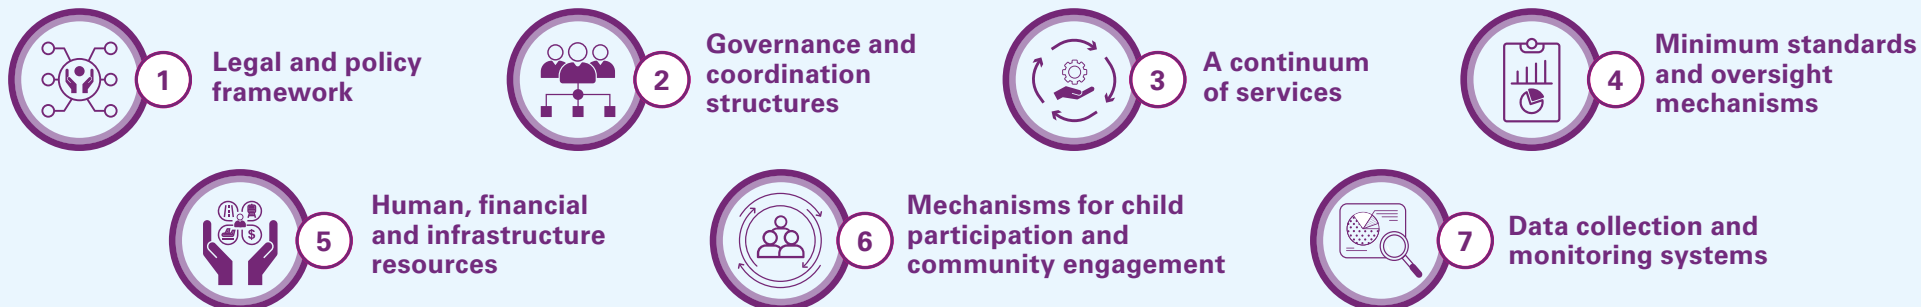 1
Legal and policy
framework
2
Governance and
coordination
structures
3
A continuum
of services
4
Minimum standards
and oversight
mechanisms
5
Human, financial
and infrastructure
resources
$
6
Mechanisms for child
participation and
community engagement
7
Data collection and
monitoring systems